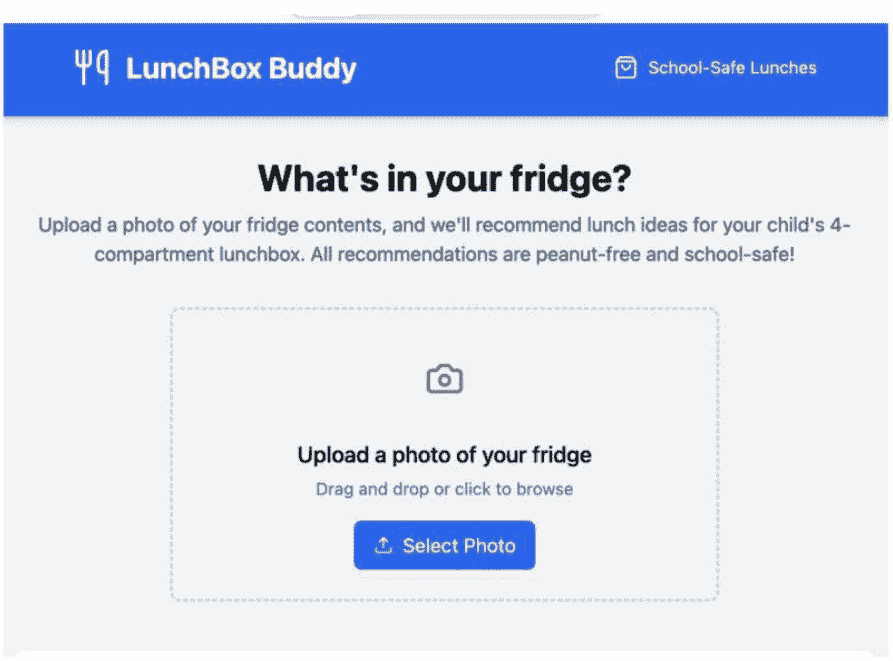 LunchBox Buddy
School-Safe Lunches
What's in your fridge?
Upload a photo of your fridge contents, and we'll recommend lunch ideas for your child's 4-
compartment lunchbox. All recommendations are peanut-free and school-safe!
Upload a photo of your fridge
Drag and drop or click to browse
Select Photo